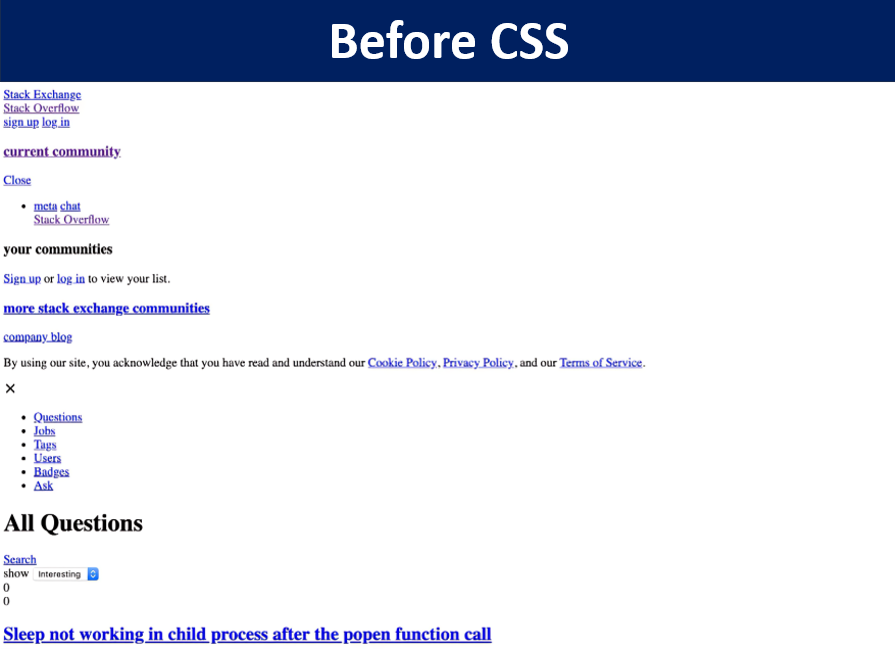 Before CSS
Stack Exchange
Stack Overflow
sign up log in
current community
Close
meta chat
Stack Overflow
your communities
Sign up or log in to view your list.
more stack exchange communities
company blog
By using our site, you acknowledge that you have read and understand our Cookie Policy, Privacy Policy, and our Terms of Service.
✕
Questions
Jobs
Tags
Users
Badges
Ask
All Questions
Search
show Interesting
0
0
Sleep not working in child process after the popen function call